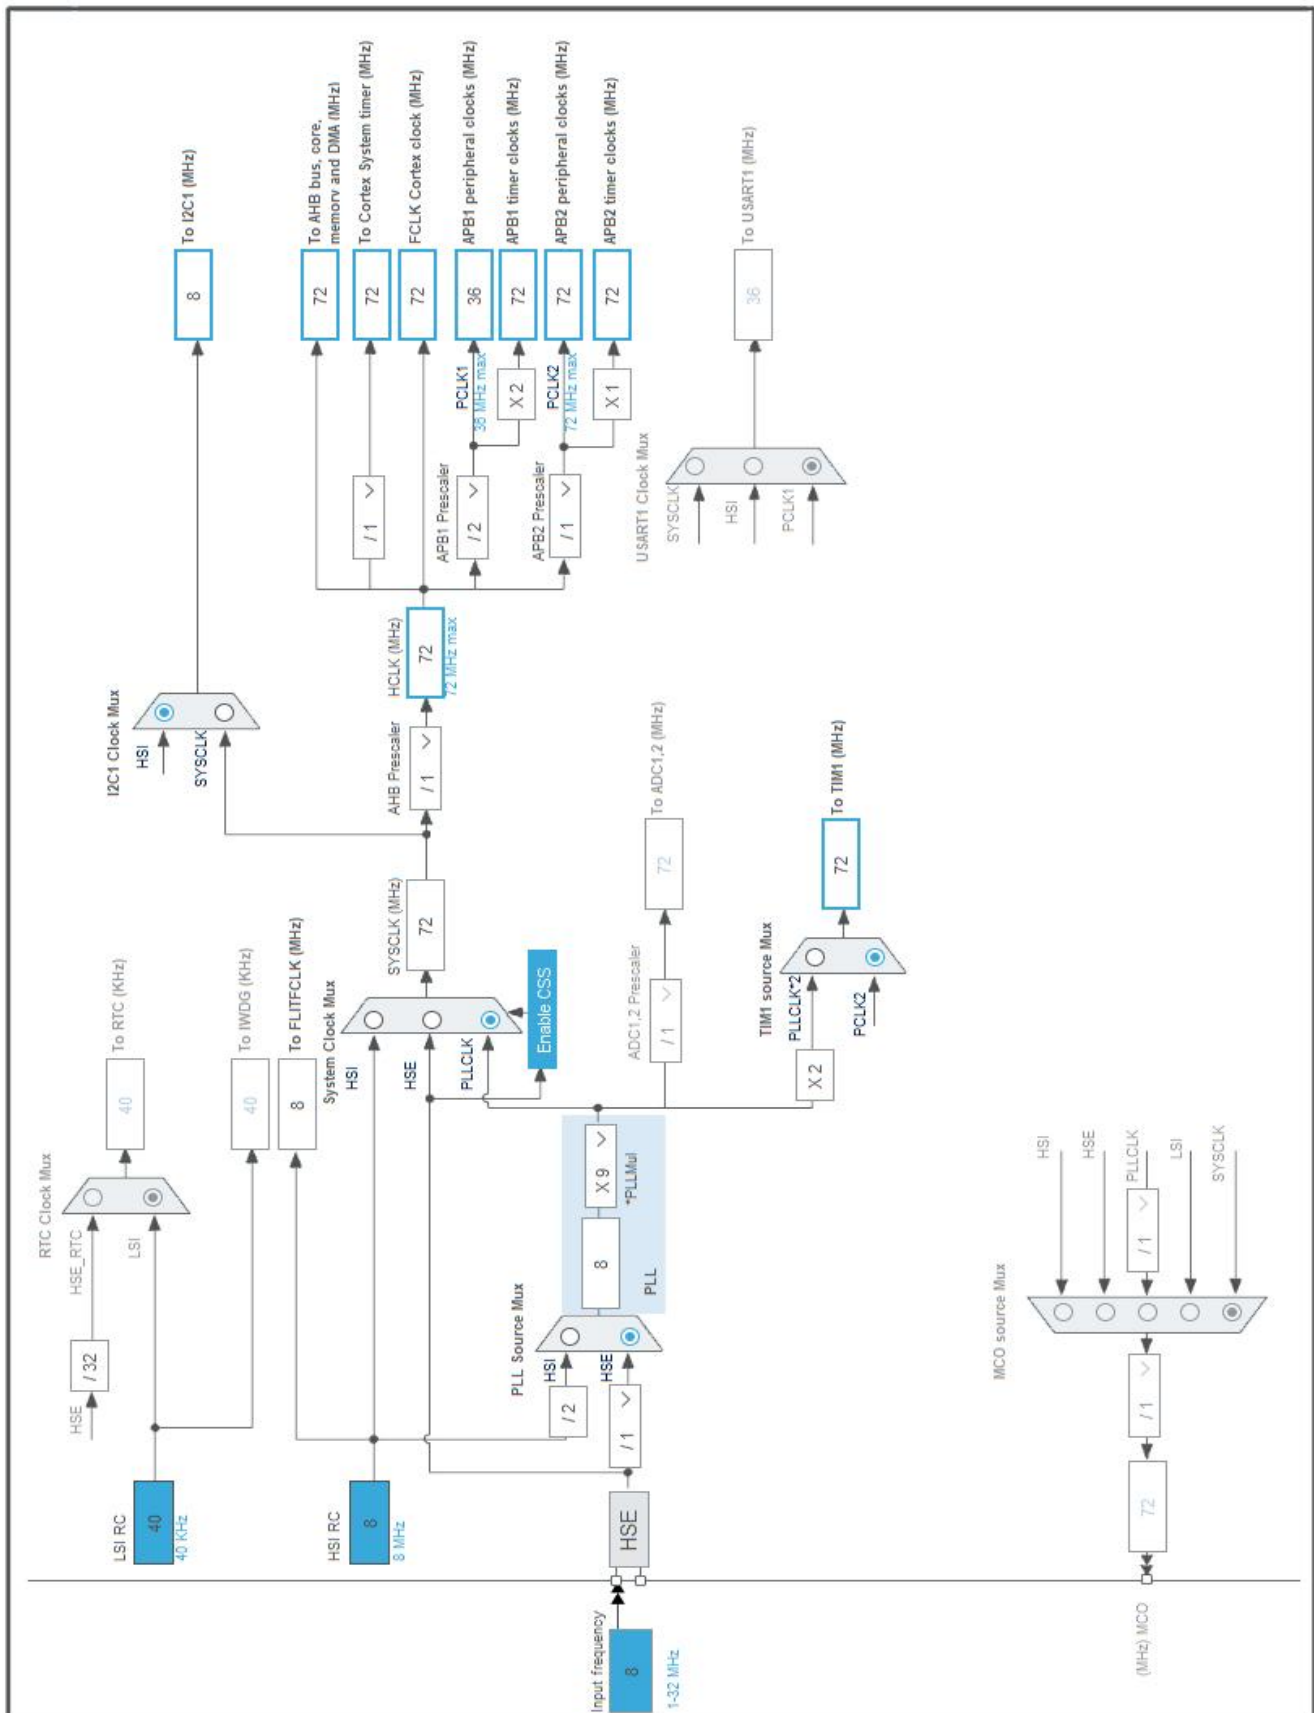 RTC Clock Mux
HSE
/ 32
HSE_RTC
LSI
40
To RTC (KHz)
LSI RC
40
40 KHz
40
To IWDG (KHz)
HSI RC
8
8 MHz
8
To FLITFCLK (MHz)
I2C1 Clock Mux
HSI
SYSCLK
8
To I2C1 (MHz)
System Clock Mux
HSI
HSE
PLLCLK
Enable CSS
SYSCLK (MHz)
72
AHB Prescaler
/ 1
HCLK (MHz)
72
72 MHz max
72
To AHB bus, core,
memory and DMA (MHz)
/ 1
72
To Cortex System timer (MHz)
72
FCLK Cortex clock (MHz)
APB1 Prescaler
/ 2
PCLK1
36 MHz max
36
APB1 peripheral clocks (MHz)
X 2
72
APB1 timer clocks (MHz)
APB2 Prescaler
/ 1
PCLK2
72 MHz max
72
APB2 peripheral clocks (MHz)
X 1
72
APB2 timer clocks (MHz)
Input frequency
8
1-32 MHz
HSE
PLL Source Mux
/ 2
HSI
/ 1
HSE
8
X 9
*PLLMul
PLL
ADC1,2 Prescaler
/ 1
72
To ADC1,2 (MHz)
USART1 Clock Mux
SYSCLK
HSI
PCLK1
36
To USART1 (MHz)
TIM1 source Mux
X 2
PLLCLK*2
PCLK2
72
To TIM1 (MHz)
MCO source Mux
(MHz) MCO
72
/ 1
HSI
HSE
/ 1
PLLCLK
LSI
SYSCLK